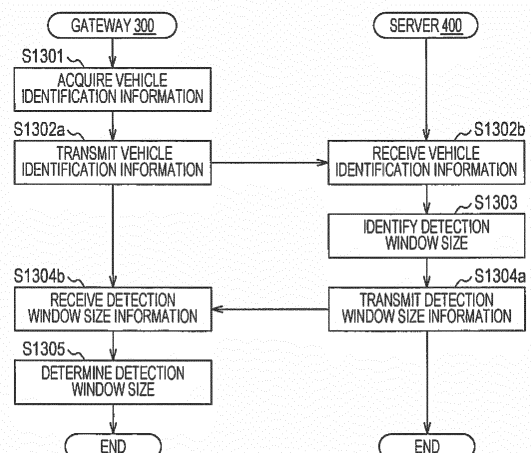 GATEWAY 300
SERVER 400
S1301
ACQUIRE VEHICLE
IDENTIFICATION INFORMATION
S1302a
TRANSMIT VEHICLE
IDENTIFICATION INFORMATION
S1302b
RECEIVE VEHICLE
IDENTIFICATION INFORMATION
S1303
IDENTIFY DETECTION
WINDOW SIZE
S1304b
RECEIVE DETECTION
WINDOW SIZE INFORMATION
S1304a
TRANSMIT DETECTION
WINDOW SIZE INFORMATION
S1305
DETERMINE DETECTION
WINDOW SIZE
END
END